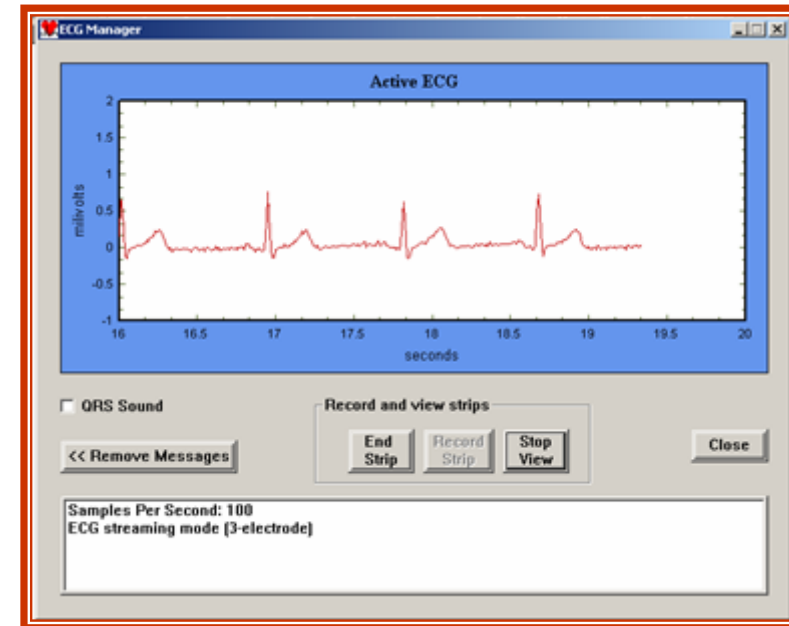 ECG Manager
Active ECG
2
1.5
1
0.5
0
-0.5
-1
milivolts
16 16.5 17 17.5 18 18.5 19 19.5 20
seconds
QRS Sound
Record and view strips
<< Remove Messages
End Strip
Record Strip
Stop View
Close
Samples Per Second: 100
ECG streaming mode (3-electrode)